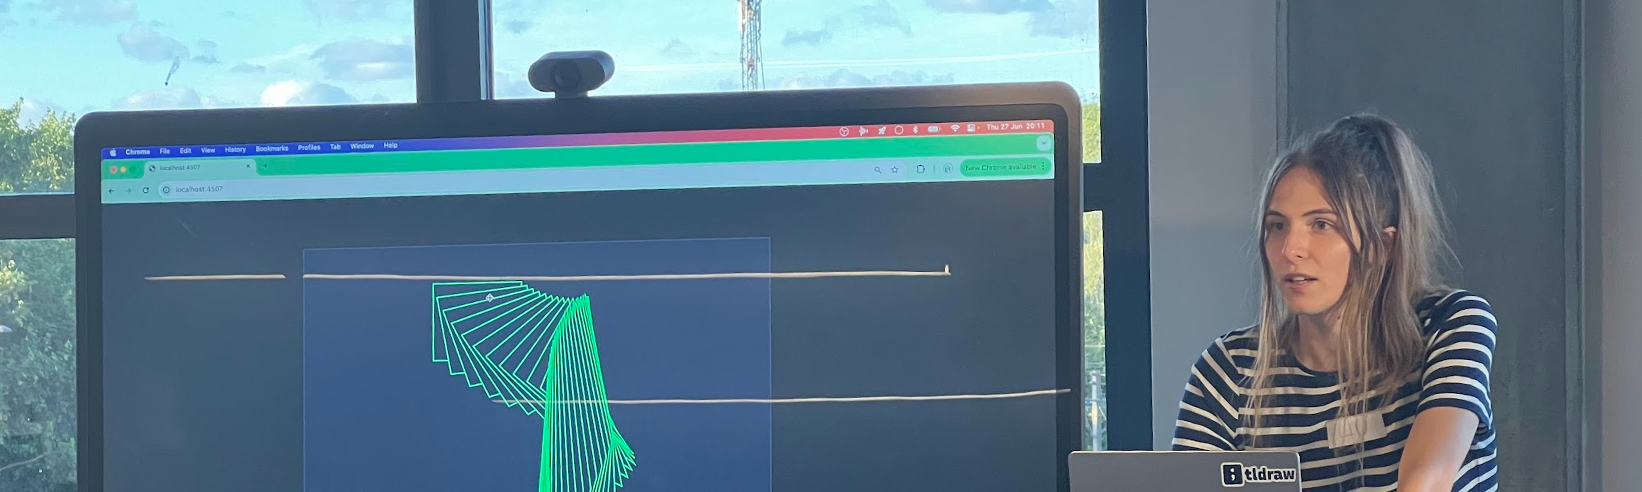 Chrome File Edit View History Bookmarks Profiles Tab Window Help Thu 27 Jun 20:11
localhost:4507
localhost:4507 New Chrome available
tldraw